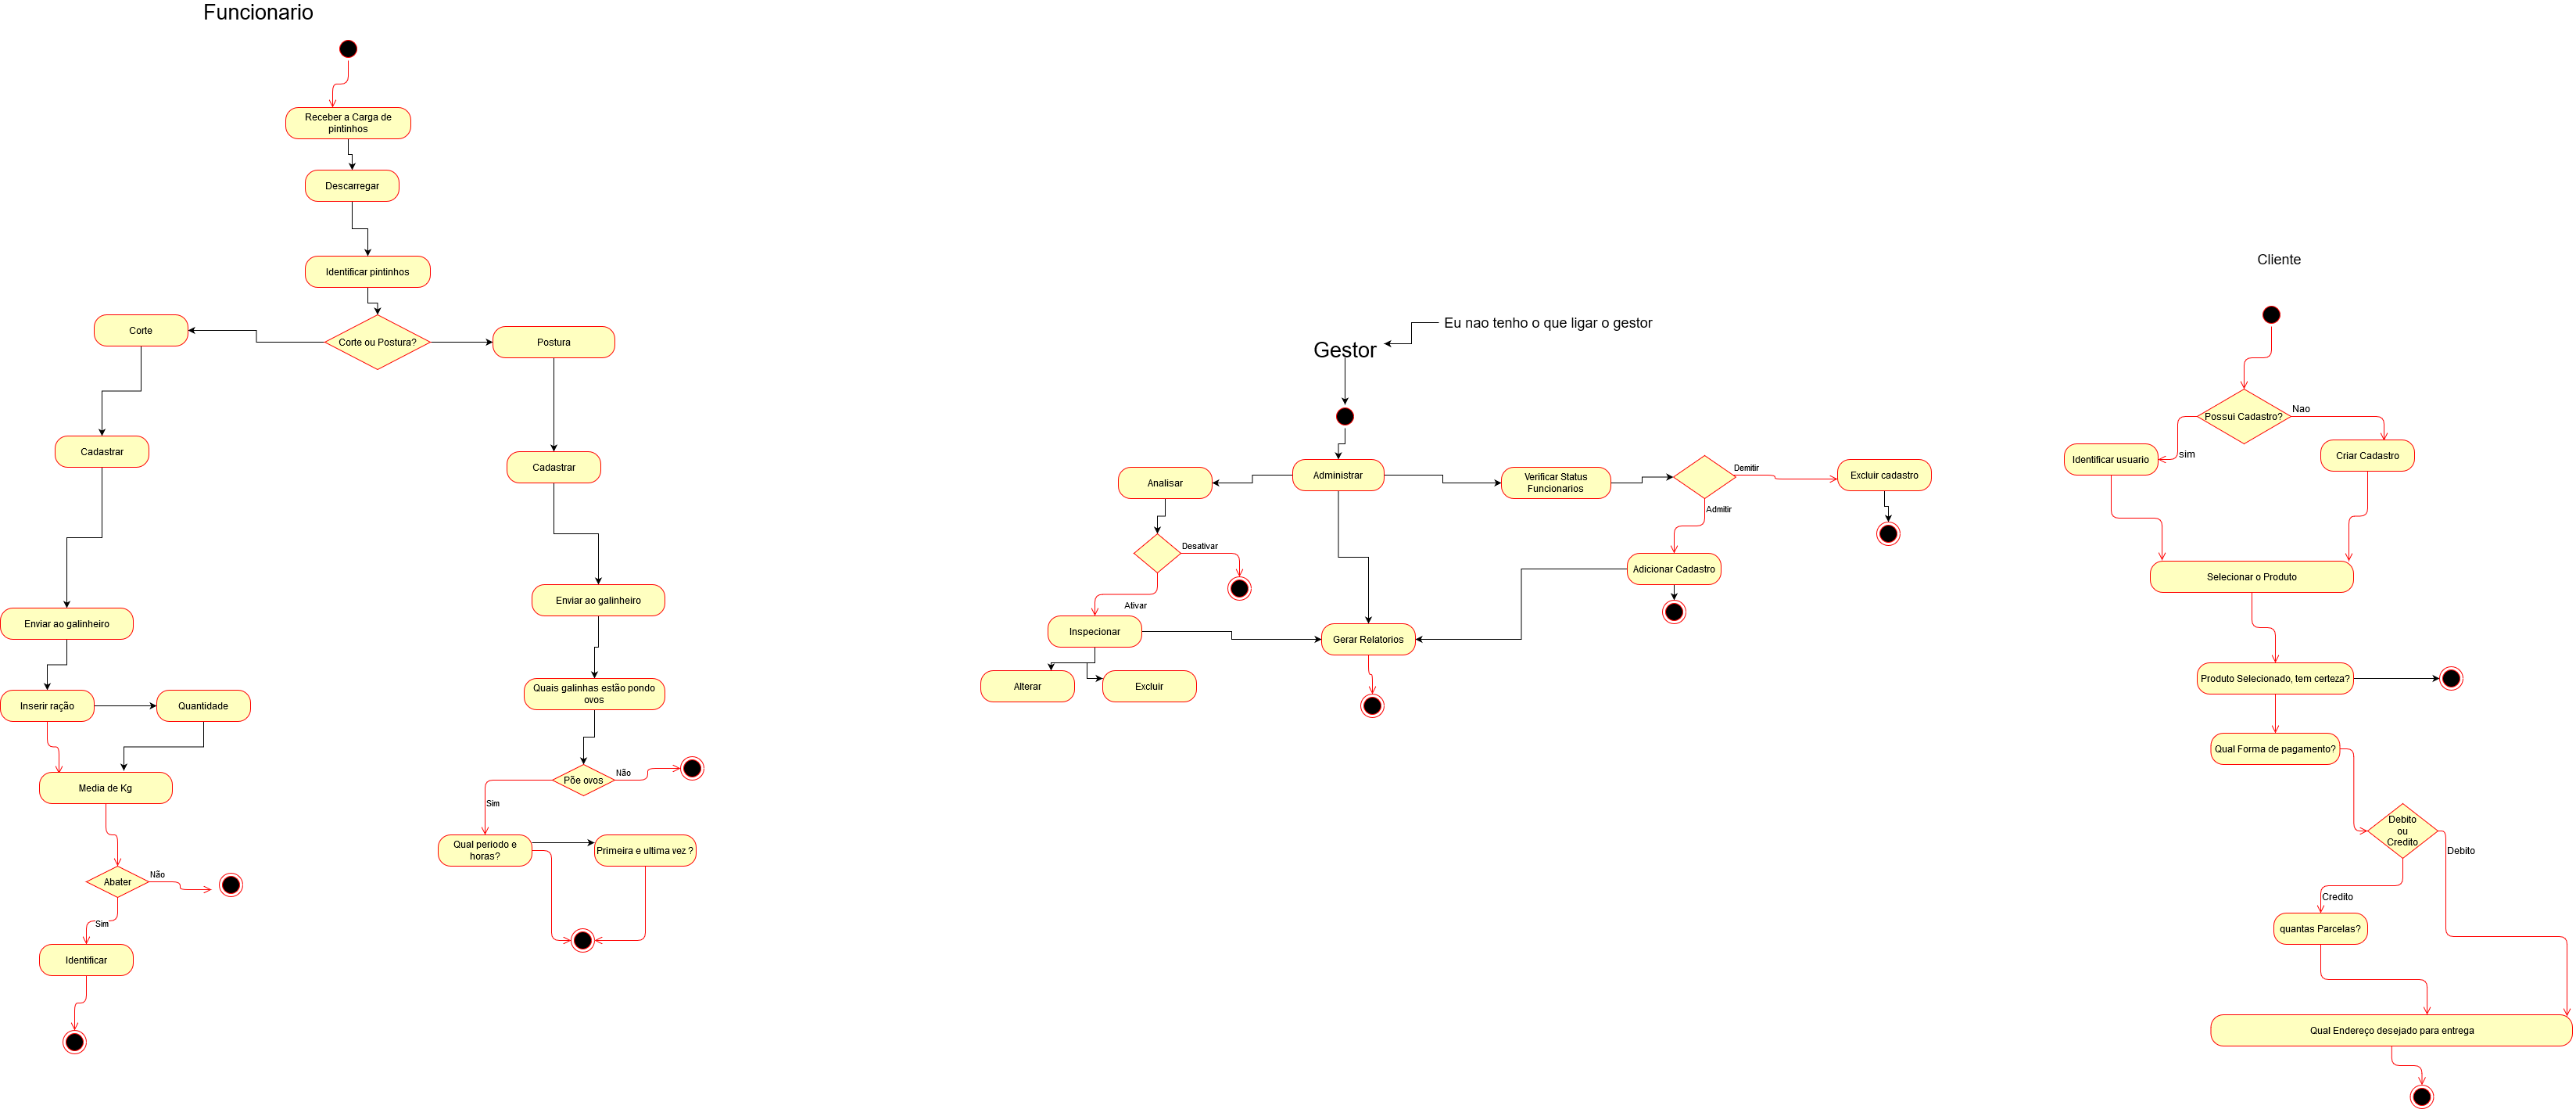 Funcionario
Receber a Carga de
pintinhos
Descarregar
Identificar pintinhos
Corte
Corte ou Postura?
Postura
Cadastrar
Cadastrar
Enviar ao galinheiro
Enviar ao galinheiro
Quais galinhas estão pondo
ovos
Inserir ração
Quantidade
Media de Kg
Põe ovos
Não
Sim
Qual periodo e
horas?
Primeira e ultima vez ?
Abater
Não
Sim
Identificar
Eu nao tenho o que ligar o gestor
Gestor
Analisar
Administrar
Verificar Status
Funcionarios
Demitir
Excluir cadastro
Admitir
Desativar
Adicionar Cadastro
Ativar
Inspecionar
Gerar Relatorios
Alterar
Excluir
Cliente
Possui Cadastro?
Nao
sim
Identificar usuario
Criar Cadastro
Selecionar o Produto
Produto Selecionado, tem certeza?
Qual Forma de pagamento?
Debito
ou
Credito
Debito
Credito
quantas Parcelas?
Qual Endereço desejado para entrega